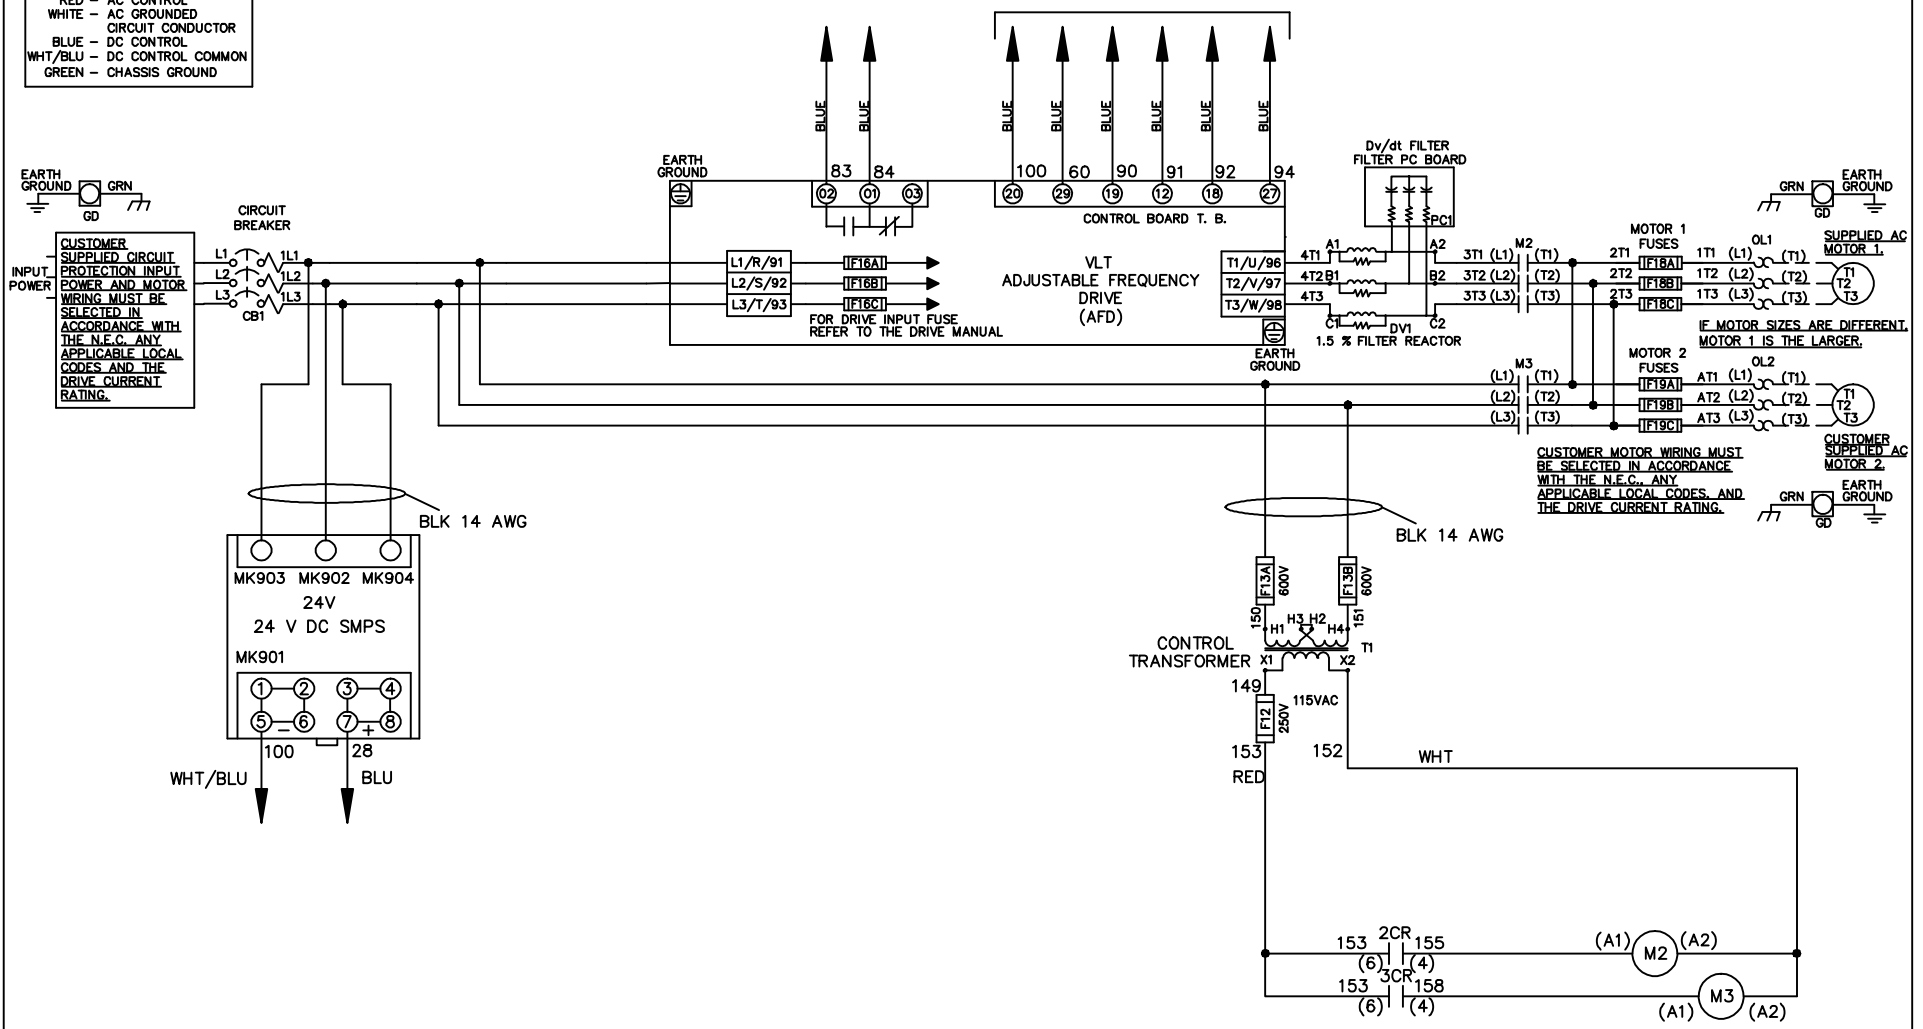 RED – AC CONTROL
WHITE – AC GROUNDED
CIRCUIT CONDUCTOR
BLUE – DC CONTROL
WHT/BLU – DC CONTROL COMMON
GREEN – CHASSIS GROUND
BLUE BLUE BLUE BLUE BLUE BLUE BLUE BLUE
EARTH
GROUND
GRN
GD
CIRCUIT
BREAKER
INPUT
POWER
CUSTOMER
SUPPLIED CIRCUIT
PROTECTION INPUT
POWER AND MOTOR
WIRING MUST BE
SELECTED IN
ACCORDANCE WITH
THE N.E.C. ANY
APPLICABLE LOCAL
CODES AND THE
DRIVE CURRENT
RATING.
L1 1L1
L2 1L2
L3 1L3
CB1
EARTH
GROUND
83 84
02 01 03
100 60 90 91 92 94
20 29 19 12 18 27
CONTROL BOARD T. B.
L1/R/91 F16A
L2/S/92 F16B
L3/T/93 F16C
FOR DRIVE INPUT FUSE
REFER TO THE DRIVE MANUAL
VLT
ADJUSTABLE FREQUENCY
DRIVE
(AFD)
T1/U/96
T2/V/97
T3/W/98
EARTH
GROUND
Dv/dt FILTER
FILTER PC BOARD
PC1
4T1 A1 A2
4T2 B1 B2
4T3 C1 C2
DV1
1.5 % FILTER REACTOR
M2
3T1 (L1) (T1)
3T2 (L2) (T2)
3T3 (L3) (T3)
MOTOR 1
FUSES
2T1 F18A 1T1 (L1) (T1)
2T2 F18B 1T2 (L2) (T2)
2T3 F18C 1T3 (L3) (T3)
OL1
T1
T2
T3
GRN
GD
EARTH
GROUND
SUPPLIED AC
MOTOR 1.
IF MOTOR SIZES ARE DIFFERENT,
MOTOR 1 IS THE LARGER.
M3
(L1) (T1)
(L2) (T2)
(L3) (T3)
MOTOR 2
FUSES
F19A AT1 (L1) (T1)
F19B AT2 (L2) (T2)
F19C AT3 (L3) (T3)
OL2
T1
T2
T3
CUSTOMER
SUPPLIED AC
MOTOR 2.
CUSTOMER MOTOR WIRING MUST
BE SELECTED IN ACCORDANCE
WITH THE N.E.C., ANY
APPLICABLE LOCAL CODES, AND
THE DRIVE CURRENT RATING.
GRN
GD
EARTH
GROUND
BLK 14 AWG
BLK 14 AWG
MK903 MK902 MK904
24V
24 V DC SMPS
MK901
1 2 3 4
5 6 7 8
– +
100 28
WHT/BLU BLU
F13A 600V F13B 600V
150 151
H1 H3 H2 H4
CONTROL
TRANSFORMER
X1 X2 T1
149
115VAC
F12 250V
153 152
RED
WHT
2CR
153 155 (A1) M2 (A2)
(6) (4)
3CR
153 158 M3
(6) (4) (A1) (A2)